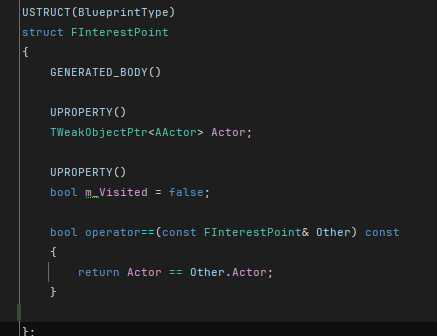 USTRUCT(BlueprintType)
struct FInterestPoint
{
    GENERATED_BODY()

    UPROPERTY()
    TWeakObjectPtr<AActor> Actor;

    UPROPERTY()
    bool m_Visited = false;

    bool operator==(const FInterestPoint& Other) const
    {
        return Actor == Other.Actor;
    }

};